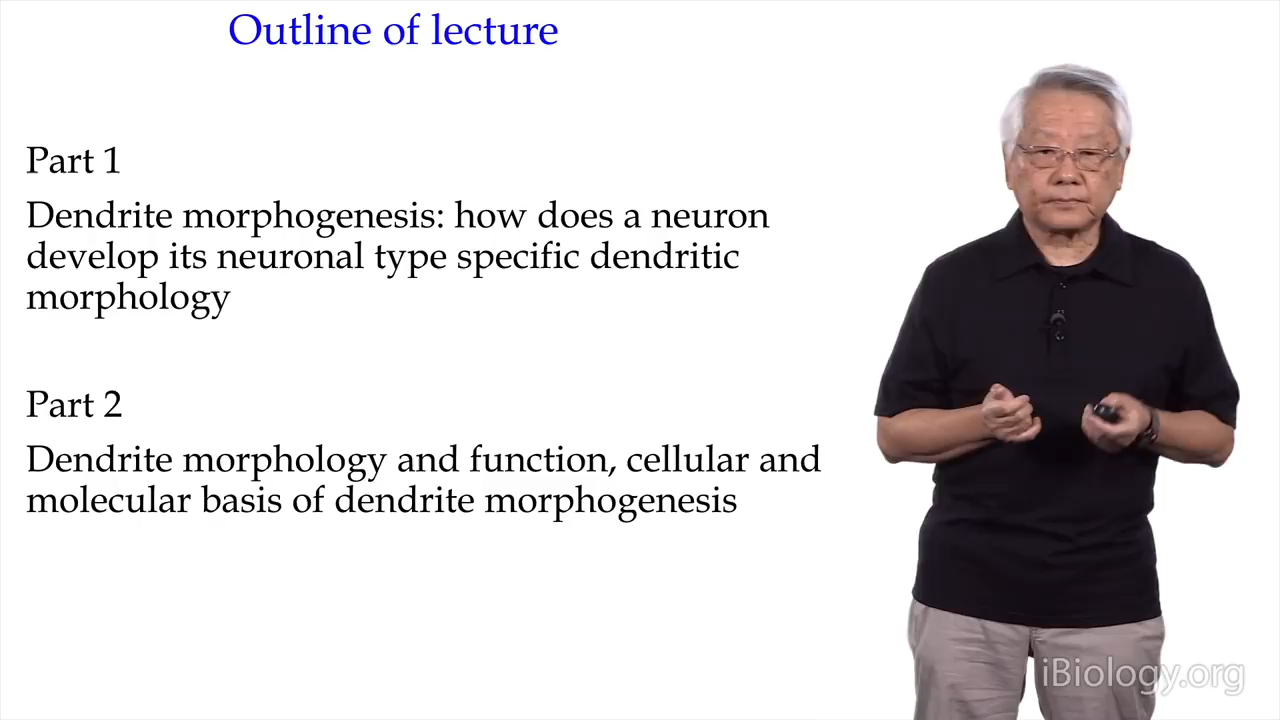 Outline of lecture
Part 1
Dendrite morphogenesis: how does a neuron
develop its neuronal type specific dendritic
morphology
Part 2
Dendrite morphology and function, cellular and
molecular basis of dendrite morphogenesis
iBiology.org